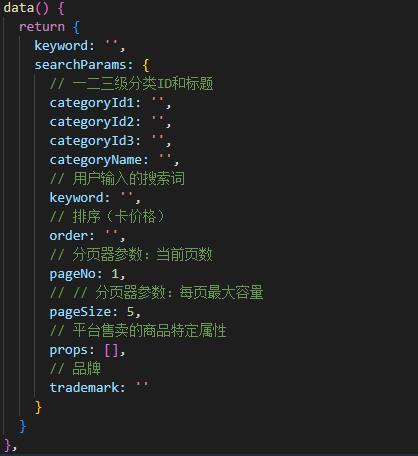 data() {
return {
keyword: '',
searchParams: {
// 一二三级分类ID和标题
categoryId1: '',
categoryId2: '',
categoryId3: '',
categoryName: '',
// 用户输入的搜索词
keyword: '',
// 排序（卡价格）
order: '',
// 分页器参数：当前页数
pageNo: 1,
// // 分页器参数：每页最大容量
pageSize: 5,
// 平台售卖的商品特定属性
props: [],
// 品牌
trademark: ''
}
}
},